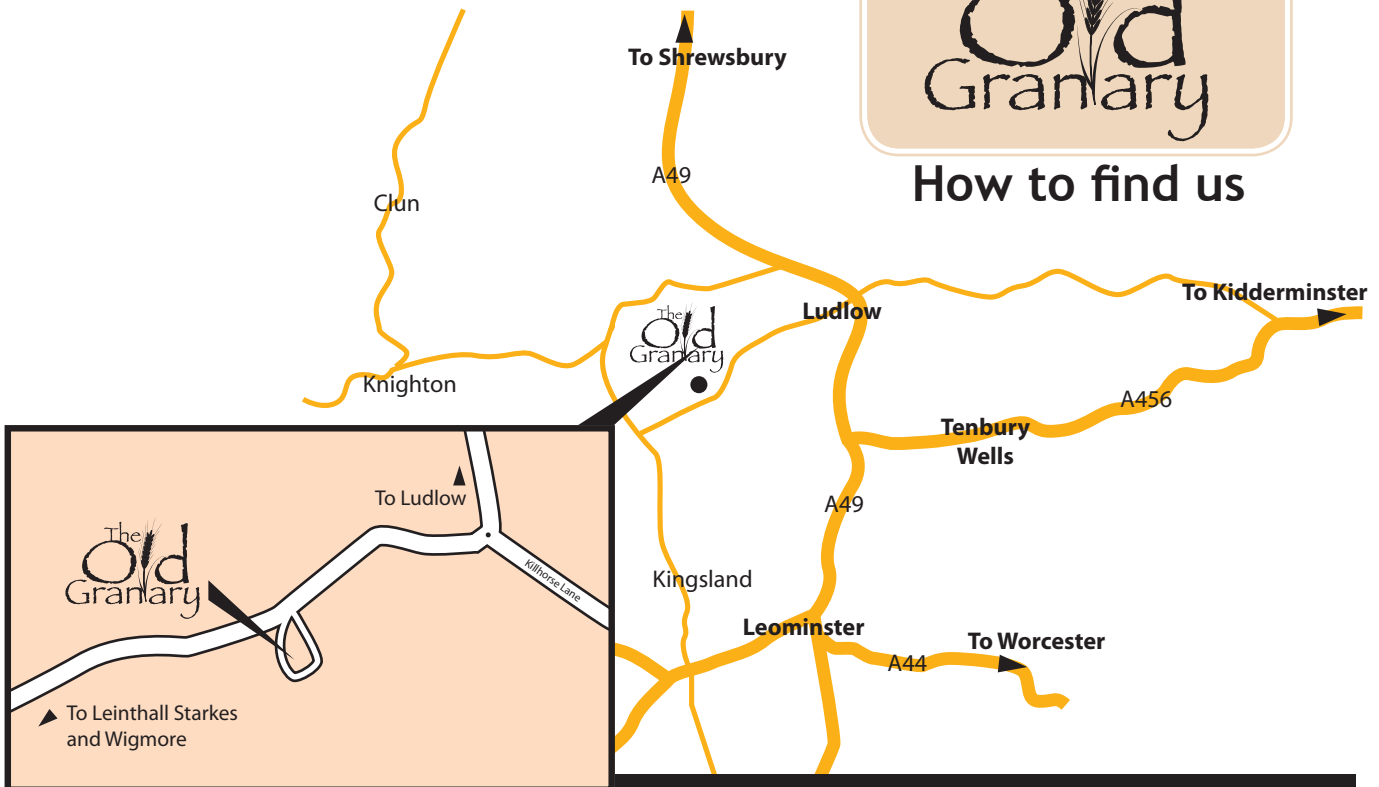 Old
Granary
How to find us
To Shrewsbury
A49
Clun
To Kidderminster
Ludlow
The
Old
Granary
Knighton
A456
Tenbury
Wells
A49
Kingsland
Leominster
To Worcester
A44
To Ludlow
The
Old
Granary
Killhorse Lane
To Leinthall Starkes
and Wigmore